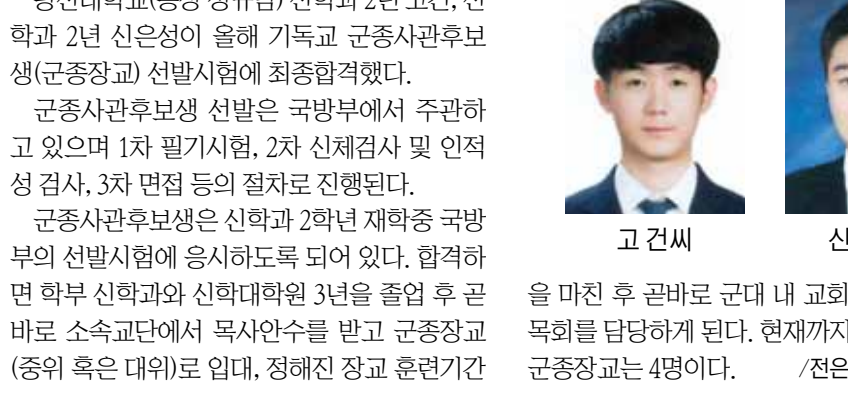 학과 2년 신은성이 올해 기독교 군종사관후보
생(군종장교) 선발시험에 최종합격했다.
군종사관후보생 선발은 국방부에서 주관하
고 있으며 1차 필기시험, 2차 신체검사 및 인적
성 검사, 3차 면접 등의 절차로 진행된다.
군종사관후보생은 신학과 2학년 재학중 국방
부의 선발시험에 응시하도록 되어 있다. 합격하
면 학부 신학과와 신학대학원 3년을 졸업 후 곧
바로 소속교단에서 목사안수를 받고 군종장교
(중위 혹은 대위)로 입대, 정해진 장교 훈련기간
고 건씨
신
을 마친 후 곧바로 군대 내 교회
목회를 담당하게 된다. 현재까지
군종장교는 4명이다. /전은